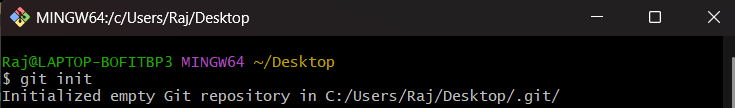 MINGW64:/c/Users/Raj/Desktop
Raj@LAPTOP-BOFITBP3 MINGW64 ~/Desktop
$ git init
Initialized empty Git repository in C:/Users/Raj/Desktop/.git/